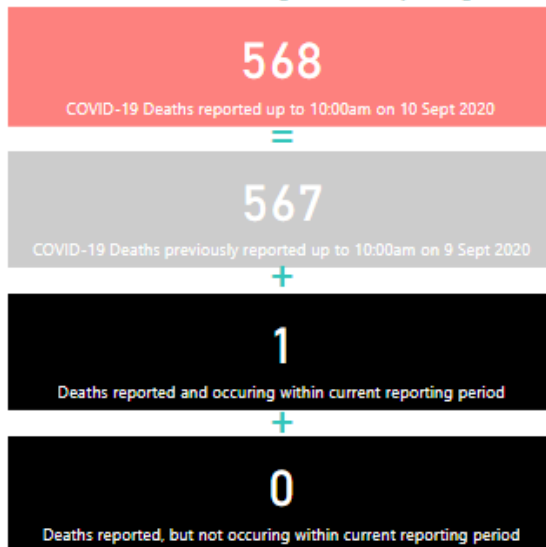 568
COVID-19 Deaths reported up to 10:00am on 10 Sept 2020
=
567
COVID-19 Deaths previously reported up to 10:00am on 9 Sept 2020
+
1
Deaths reported and occuring within current reporting period
+
0
Deaths reported, but not occuring within current reporting period